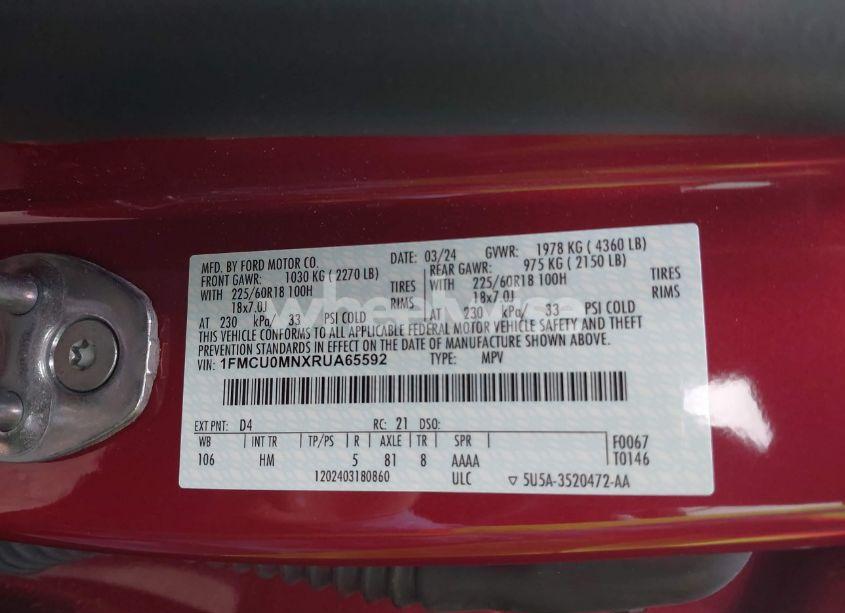 MFD. BY FORD MOTOR CO.
DATE: 03/24 GVWR: 1978 KG ( 4360 LB)
FRONT GAWR: 1030 KG ( 2270 LB)
REAR GAWR: 975 KG ( 2150 LB)
WITH 225/60R18 100H TIRES
WITH 225/60R18 100H TIRES
18x7.0J RIMS
18x7.0J RIMS
AT 230 kPa/ 33 PSI COLD
AT 230 kPa/ 33 PSI COLD
THIS VEHICLE CONFORMS TO ALL APPLICABLE FEDERAL MOTOR VEHICLE SAFETY AND THEFT
PREVENTION STANDARDS IN EFFECT ON THE DATE OF MANUFACTURE SHOWN ABOVE.
VIN: 1FMCU0MNXRUA65592 TYPE: MPV
EXT PNT: D4 RC: 21 DSO:
WB INT TR TP/PS R AXLE TR SPR
106 HM 5 81 8 AAAA
F0067
T0146
1202403180860 ULC ▽ 5U5A-3520472-AA